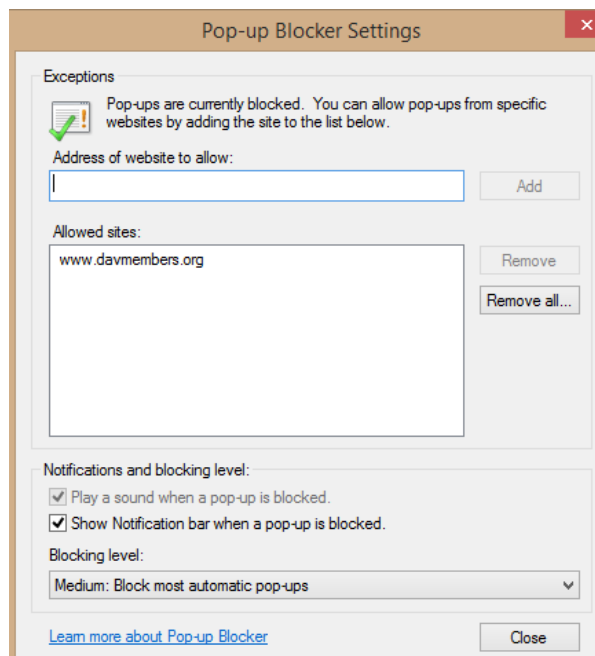 Pop-up Blocker Settings
Exceptions
Pop-ups are currently blocked.  You can allow pop-ups from specific
websites by adding the site to the list below.
Address of website to allow:
Add
Allowed sites:
www.davmembers.org
Remove
Remove all...
Notifications and blocking level:
Play a sound when a pop-up is blocked.
Show Notification bar when a pop-up is blocked.
Blocking level:
Medium: Block most automatic pop-ups
Learn more about Pop-up Blocker
Close